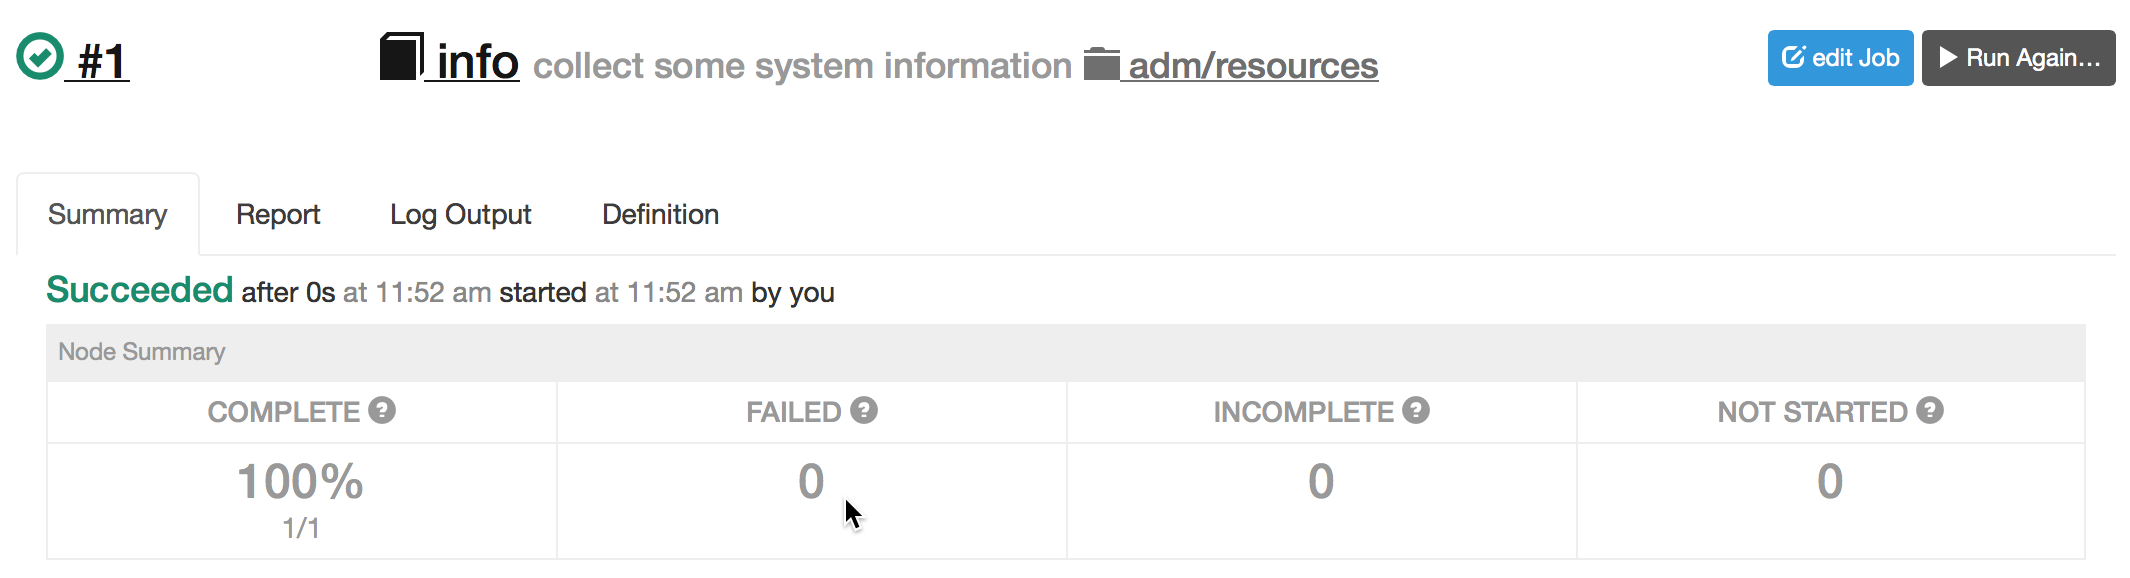 #1 info collect some system information adm/resources edit Job Run Again...
Summary Report Log Output Definition
Succeeded after 0s at 11:52 am started at 11:52 am by you
Node Summary
COMPLETE ? FAILED ? INCOMPLETE ? NOT STARTED ?
100% 0 0 0
1/1